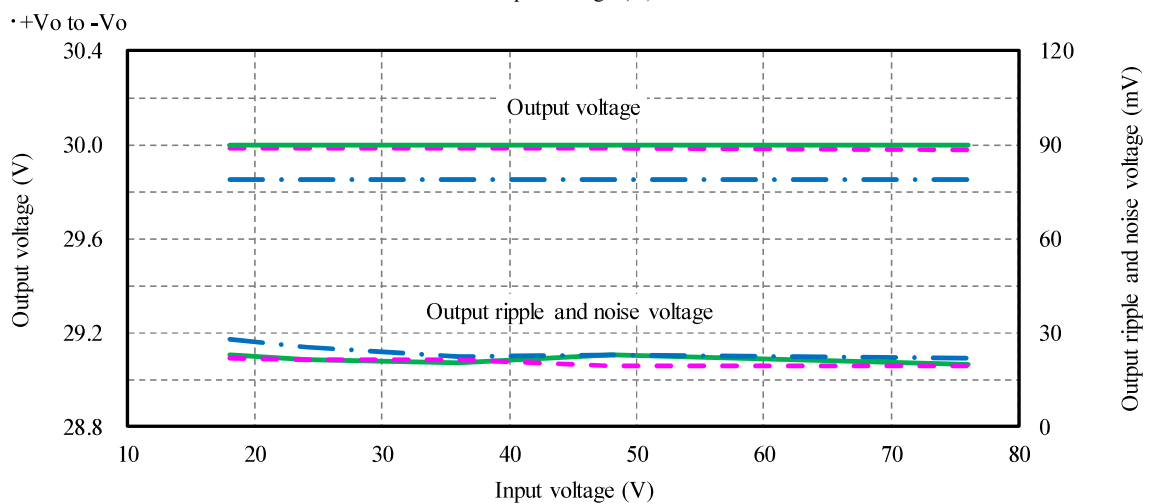 ·+Vo to -Vo
30.4
30.0
29.6
29.2
28.8
Output voltage (V)
Output voltage
Output ripple and noise voltage
120
90
60
30
0
Output ripple and noise voltage (mV)
10 20 30 40 50 60 70 80
Input voltage (V)